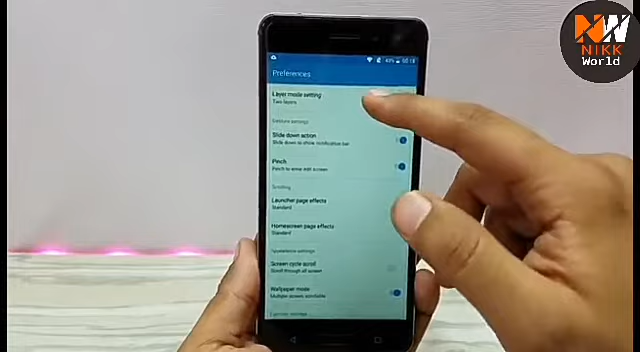 NIKK
World
Preferences
Layer mode setting
Two layers
Gesture settings
Slide down action
Slide down to show notification bar
Pinch
Pinch to enter edit screen
Scrolling
Launcher page effects
Standard
Homescreen page effects
Standard
Screen cycle scroll
Scroll through all screen
Wallpaper mode
Multiple screen scrollable